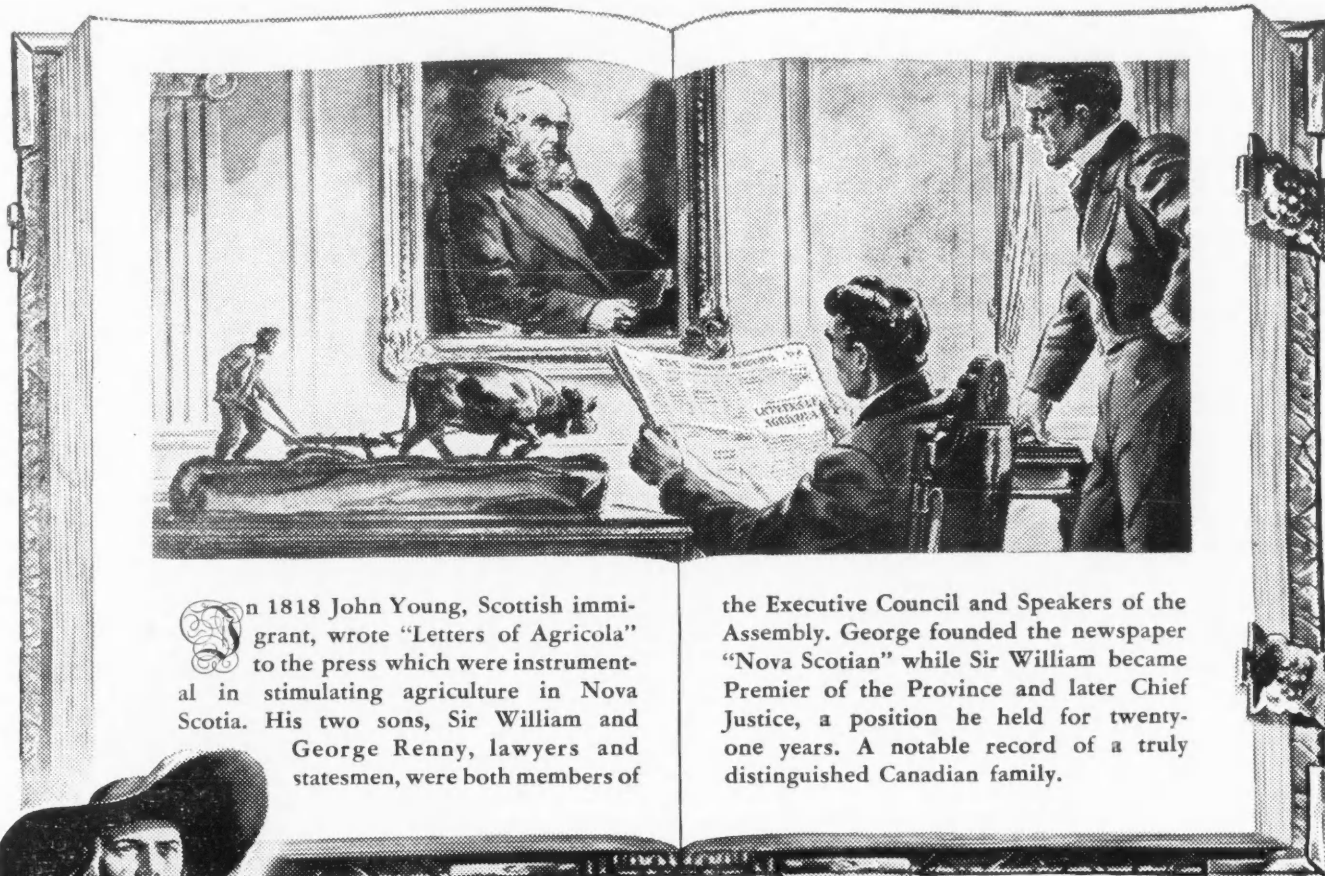 LETTERS OF
AGRICOLA
In 1818 John Young, Scottish immi-
grant, wrote “Letters of Agricola”
to the press which were instrument-
al in stimulating agriculture in Nova
Scotia. His two sons, Sir William and
George Renny, lawyers and
statesmen, were both members of
the Executive Council and Speakers of the
Assembly. George founded the newspaper
“Nova Scotian” while Sir William became
Premier of the Province and later Chief
Justice, a position he held for twenty-
one years. A notable record of a truly
distinguished Canadian family.